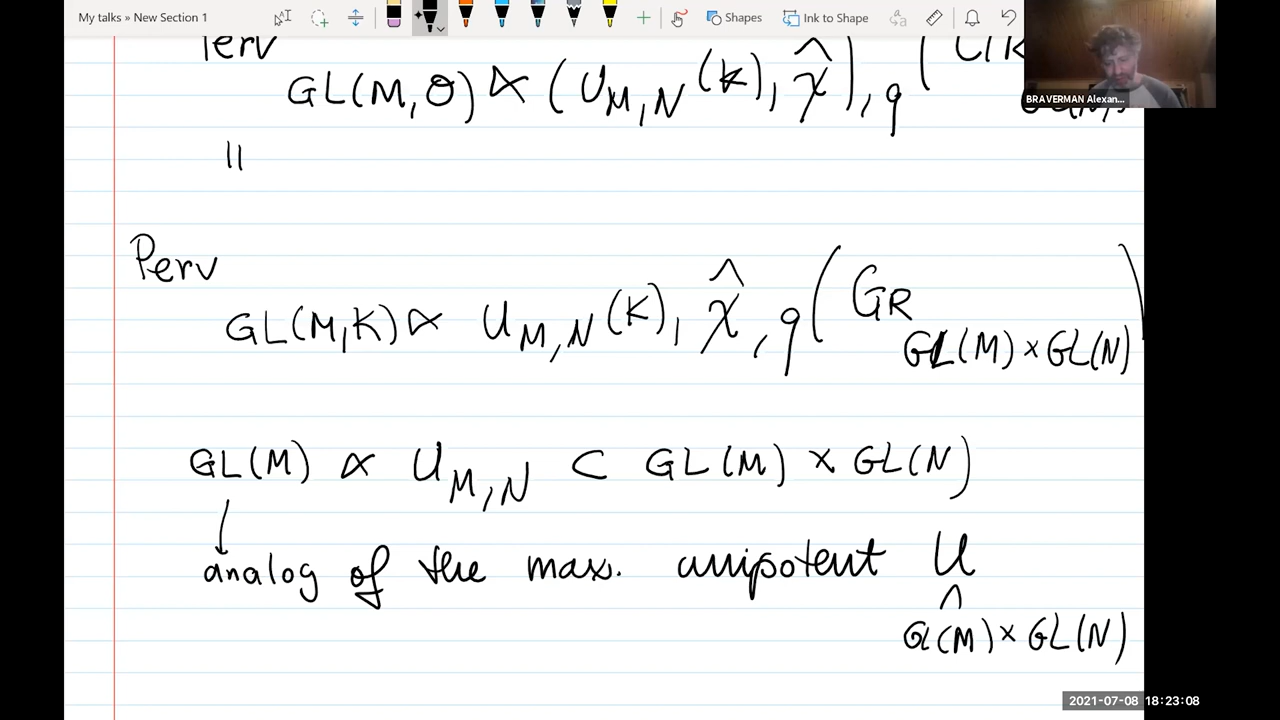 My talks » New Section 1
Shapes
Ink to Shape
Perv
GL(M,O) ⋉ (U_{M,N}(K), χ̂), q (
BRAVERMAN Alexan...
||
Perv
GL(M,K) ⋉ U_{M,N}(K), χ̂, q ( GR_{GL(M)×GL(N)} )
GL(M) ⋉ U_{M,N} ⊂ GL(M) × GL(N)
↓
analog of the max. unipotent U
∩
GL(M) × GL(N)
2021-07-08 18:23:08